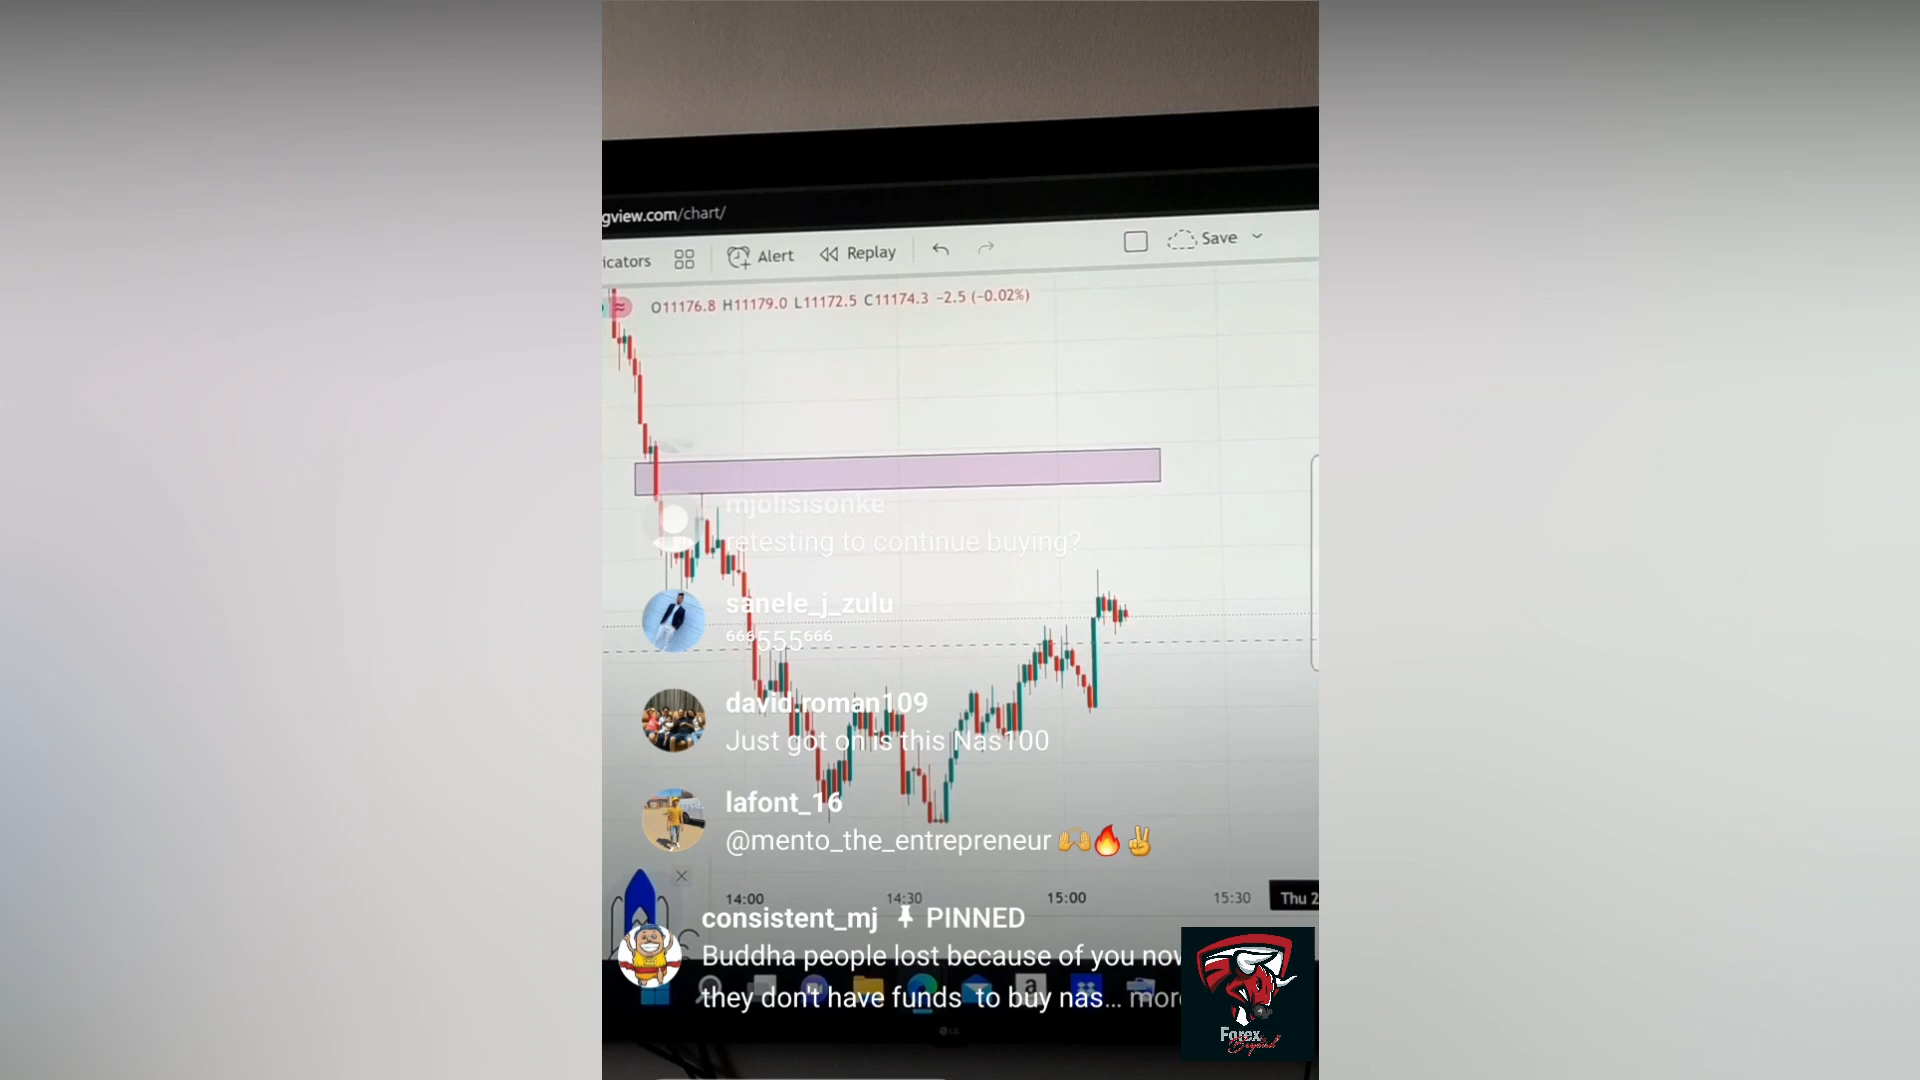 gview.com/chart/
icators
Alert
Replay
Save
O11176.8 H11179.0 L11172.5 C11174.3 −2.5 (−0.02%)
mjolisisonke
retesting to continue buying?
sanele_j_zulu
⁶⁶⁶555⁶⁶⁶
david.roman109
Just got on is this Nas100
lafont_16
@mento_the_entrepreneur 🙌🔥✌
14:00 14:30 15:00 15:30 Thu 2
consistent_mj PINNED
Buddha people lost because of you nov
they don't have funds to buy nas... more
LG
Forex
Beyond